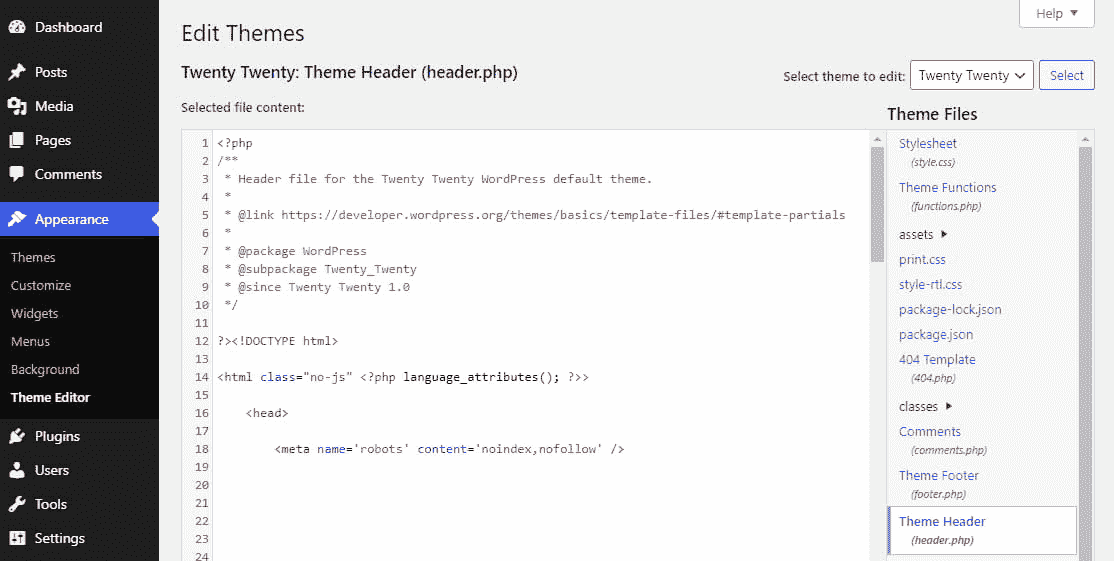 Dashboard
Posts
Media
Pages
Comments
Appearance
Themes
Customize
Widgets
Menus
Background
Theme Editor
Plugins
Users
Tools
Settings
Help
Edit Themes
Twenty Twenty: Theme Header (header.php)
Select theme to edit: Twenty Twenty Select
Selected file content:
1 <?php
2 /**
3  * Header file for the Twenty Twenty WordPress default theme.
4  *
5  * @link https://developer.wordpress.org/themes/basics/template-files/#template-partials
6  *
7  * @package WordPress
8  * @subpackage Twenty_Twenty
9  * @since Twenty Twenty 1.0
10  */
11
12 ?><!DOCTYPE html>
13
14 <html class="no-js" <?php language_attributes(); ?>>
15
16     <head>
17
18         <meta name='robots' content='noindex,nofollow' />
19
20
21
22
23
24
Theme Files
Stylesheet
(style.css)
Theme Functions
(functions.php)
assets
print.css
style-rtl.css
package-lock.json
package.json
404 Template
(404.php)
classes
Comments
(comments.php)
Theme Footer
(footer.php)
Theme Header
(header.php)